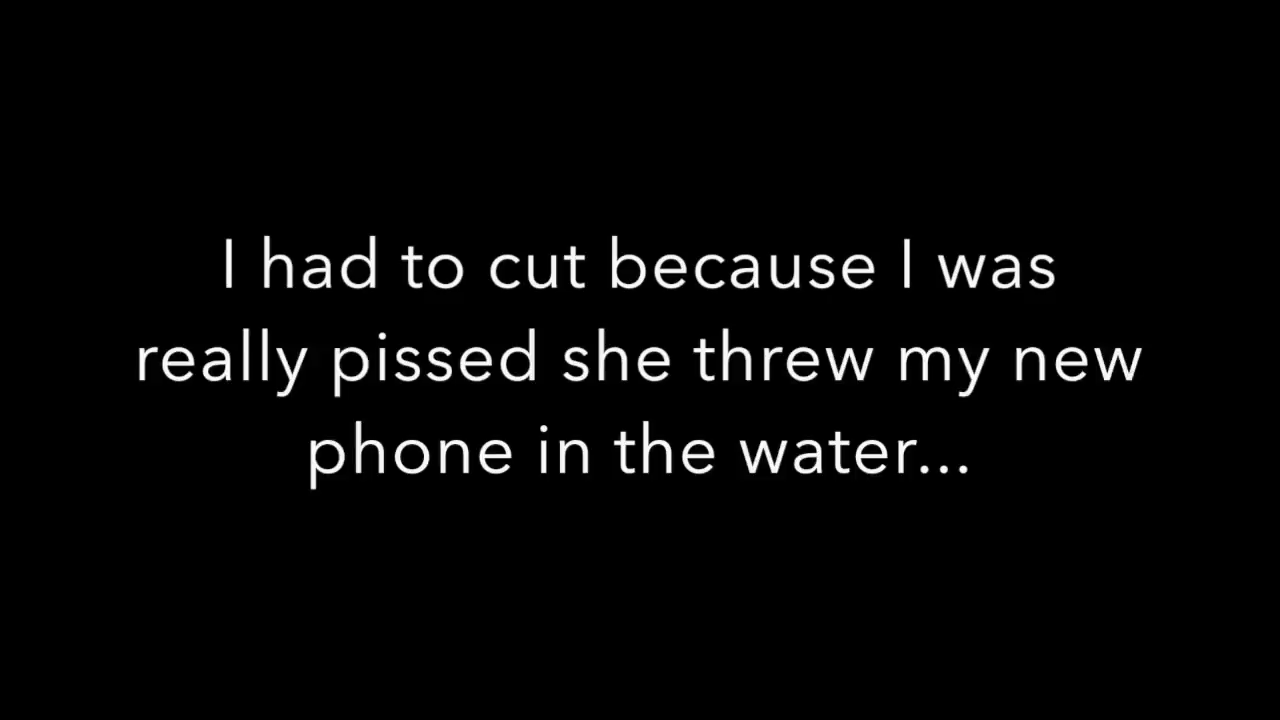 I had to cut because I was
really pissed she threw my new
phone in the water...